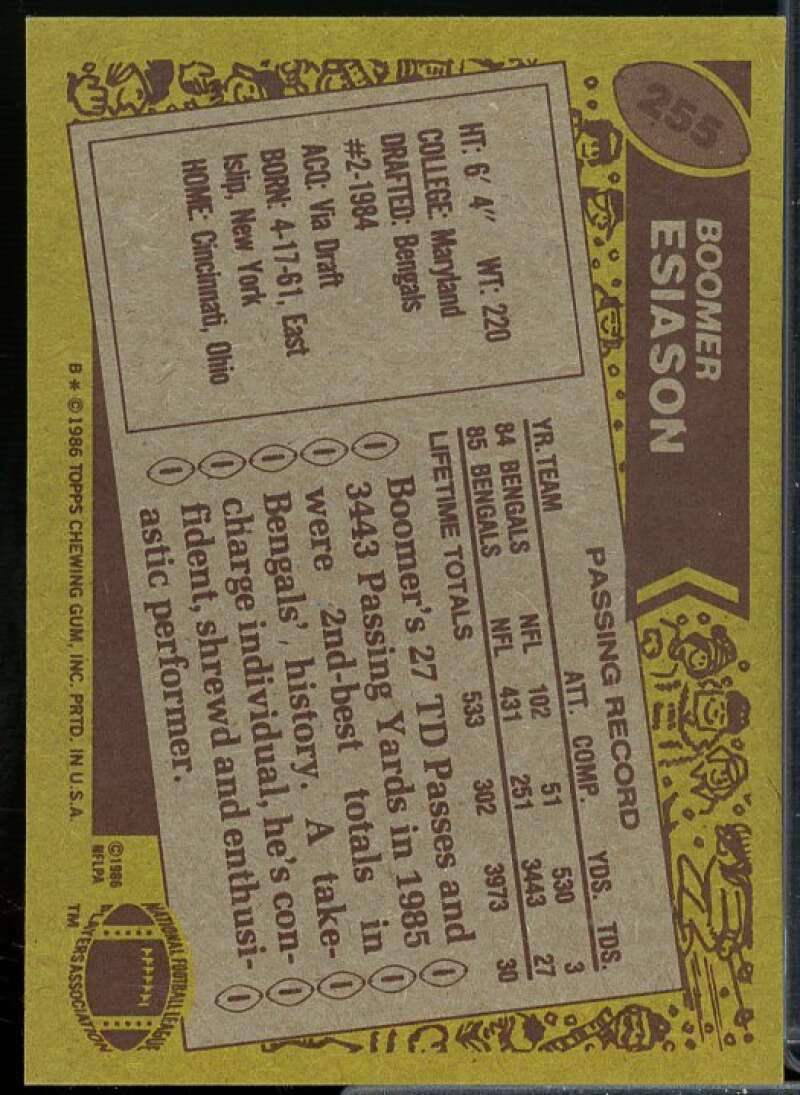 255
BOOMER
ESIASON
HT: 6' 4" WT: 220
COLLEGE: Maryland
DRAFTED: Bengals
#2-1984
ACQ: Via Draft
BORN: 4-17-61, East
Islip, New York
HOME: Cincinnati, Ohio
PASSING RECORD
YR. TEAM ATT. COMP. YDS. TDS.
84 BENGALS NFL 102 51 530 3
85 BENGALS NFL 431 251 3443 27
LIFETIME TOTALS 533 302 3973 30
Boomer's 27 TD Passes and
3443 Passing Yards in 1985
were 2nd-best totals in
Bengals', history. A take-
charge individual, he's con-
fident, shrewd and enthusi-
astic performer.
B * © 1986 TOPPS CHEWING GUM, INC. PRTD. IN U.S.A.
©1986
NFLPA
NATIONAL FOOTBALL LEAGUE
PLAYERS ASSOCIATION
TM